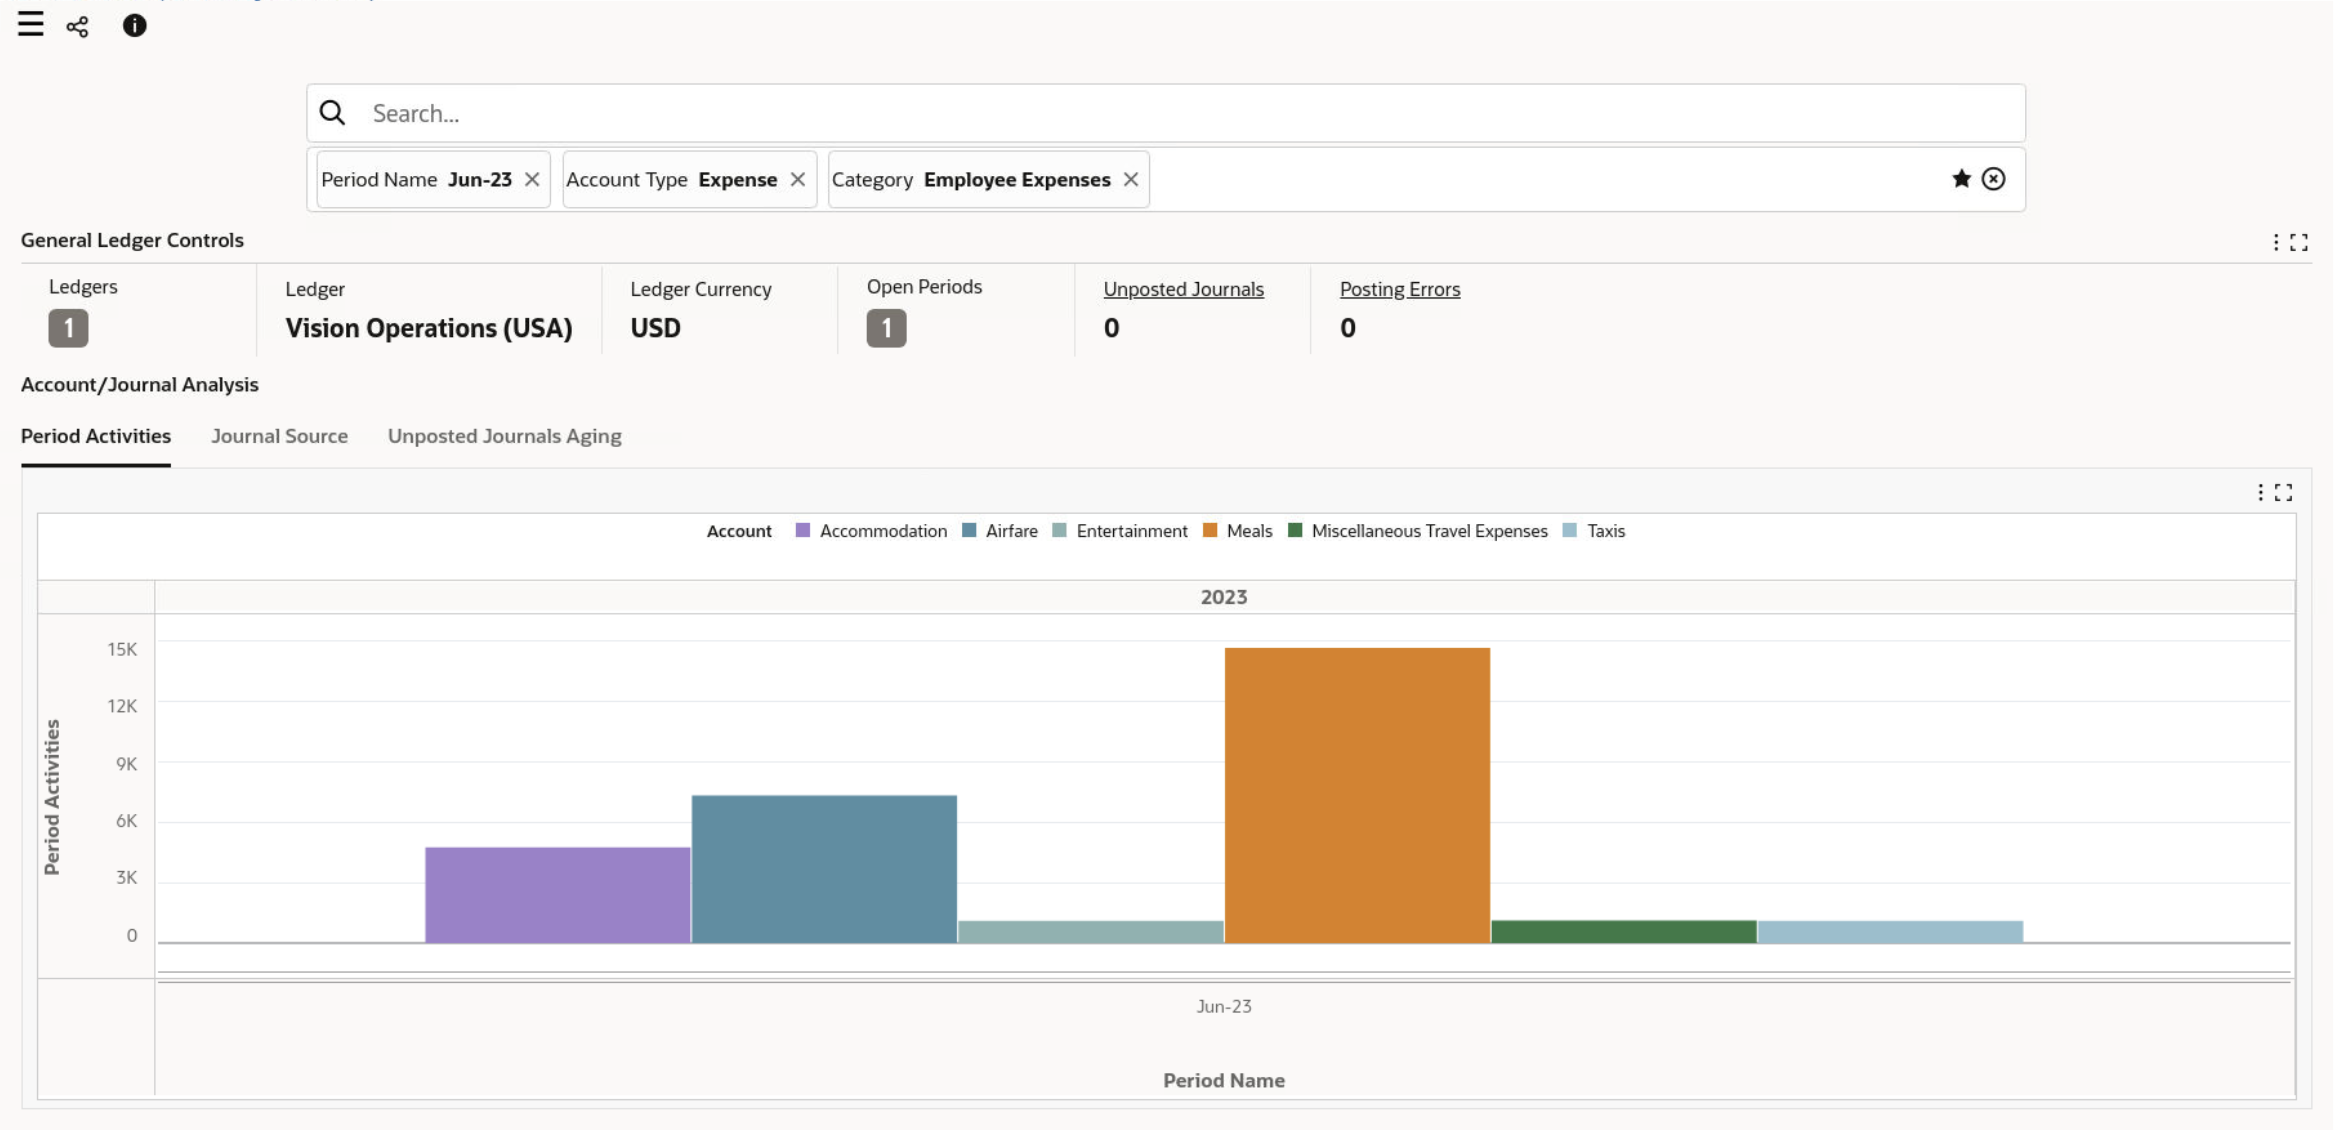 Search...
Period Name Jun-23 Account Type Expense Category Employee Expenses
General Ledger Controls
Ledgers Ledger Ledger Currency Open Periods Unposted Journals Posting Errors
1 Vision Operations (USA) USD 1 0 0
Account/Journal Analysis
Period Activities Journal Source Unposted Journals Aging
Account Accommodation Airfare Entertainment Meals Miscellaneous Travel Expenses Taxis
2023
15K
12K
9K
6K
3K
0
Period Activities
Jun-23
Period Name